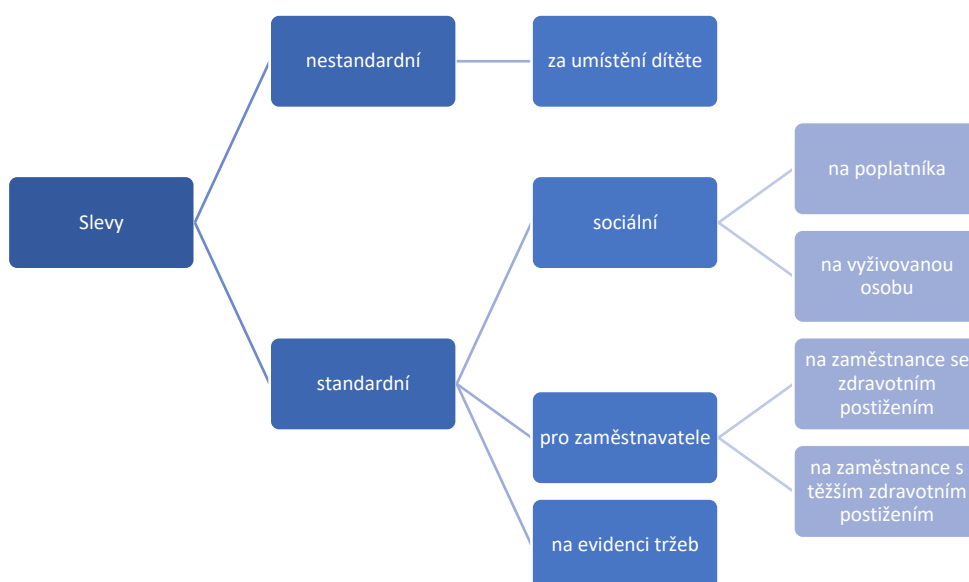 Slevy
nestandardní
za umístění dítěte
standardní
sociální
na poplatníka
na vyživovanou
osobu
pro zaměstnavatele
na zaměstnance se
zdravotním
postižením
na zaměstnance s
těžším zdravotním
postižením
na evidenci tržeb